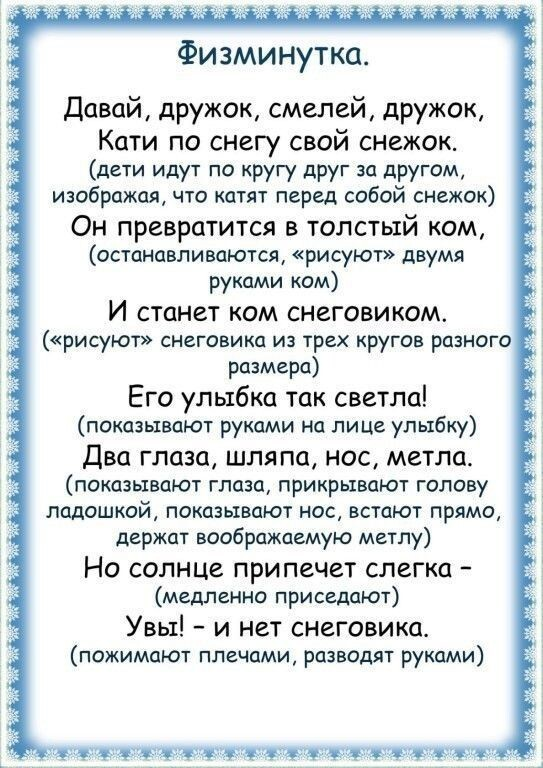 Физминутка.
Давай, дружок, смелей, дружок,
Кати по снегу свой снежок.
(дети идут по кругу друг за другом,
изображая, что катят перед собой снежок)
Он превратится в толстый ком,
(останавливаются, «рисуют» двумя
руками ком)
И станет ком снеговиком.
(«рисуют» снеговика из трех кругов разного
размера)
Его улыбка так светла!
(показывают руками на лице улыбку)
Два глаза, шляпа, нос, метла.
(показывают глаза, прикрывают голову
ладошкой, показывают нос, встают прямо,
держат воображаемую метлу)
Но солнце припечет слегка –
(медленно приседают)
Увы! – и нет снеговика.
(пожимают плечами, разводят руками)